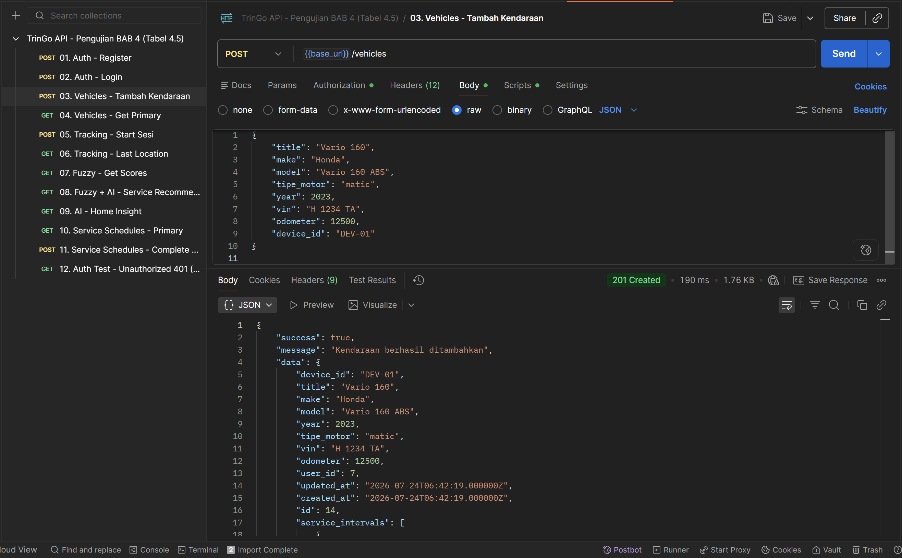 Search collections
TrinGo API - Pengujian BAB 4 (Tabel 4.5) / 03. Vehicles - Tambah Kendaraan
Save
Share
TrinGo API - Pengujian BAB 4 (Tabel 4.5)
POST 01. Auth - Register
POST 02. Auth - Login
POST 03. Vehicles - Tambah Kendaraan
GET 04. Vehicles - Get Primary
POST 05. Tracking - Start Sesi
GET 06. Tracking - Last Location
GET 07. Fuzzy - Get Scores
GET 08. Fuzzy + AI - Service Recomme...
GET 09. AI - Home Insight
GET 10. Service Schedules - Primary
POST 11. Service Schedules - Complete ...
GET 12. Auth Test - Unauthorized 401 (...
POST {{base_url}} /vehicles
Send
Docs Params Authorization Headers (12) Body Scripts Settings Cookies
none form-data x-www-form-urlencoded raw binary GraphQL JSON Schema Beautify
1 {
2 "title": "Vario 160",
3 "make": "Honda",
4 "model": "Vario 160 ABS",
5 "tipe_motor": "matic",
6 "year": 2023,
7 "vin": "H 1234 TA",
8 "odometer": 12500,
9 "device_id": "DEV-01"
10 }
11
Body Cookies Headers (9) Test Results 201 Created 190 ms 1.76 KB Save Response
{} JSON Preview Visualize
1 {
2 "success": true,
3 "message": "Kendaraan berhasil ditambahkan",
4 "data": {
5 "device_id": "DEV-01",
6 "title": "Vario 160",
7 "make": "Honda",
8 "model": "Vario 160 ABS",
9 "year": 2023,
10 "tipe_motor": "matic",
11 "vin": "H 1234 TA",
12 "odometer": 12500,
13 "user_id": 7,
14 "updated_at": "2026-07-24T06:42:19.000000Z",
15 "created_at": "2026-07-24T06:42:19.000000Z",
16 "id": 14,
17 "service_intervals": [
18 {
loud View Find and replace Console Terminal 2 Import Complete Postbot Runner Start Proxy Cookies Vault Trash